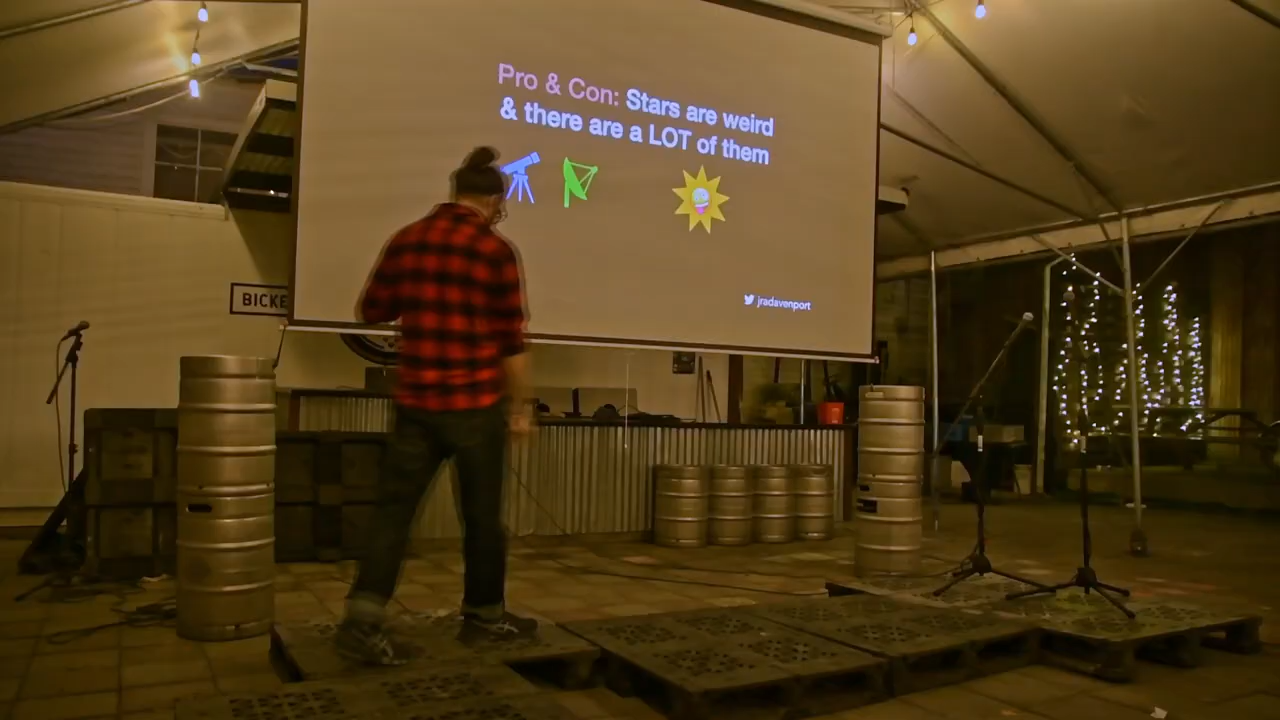 Pro & Con: Stars are weird
& there are a LOT of them
jradavenport
BICKE